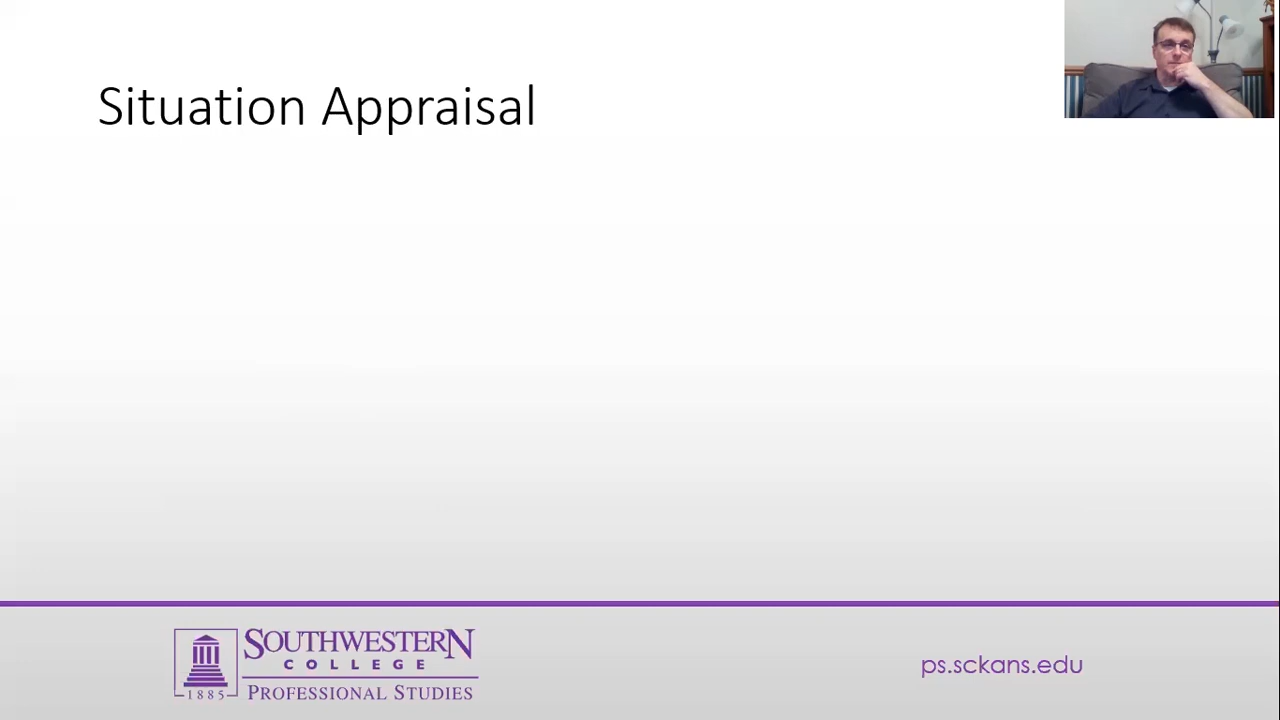 Situation Appraisal
SOUTHWESTERN
COLLEGE
1885
PROFESSIONAL STUDIES
ps.sckans.edu